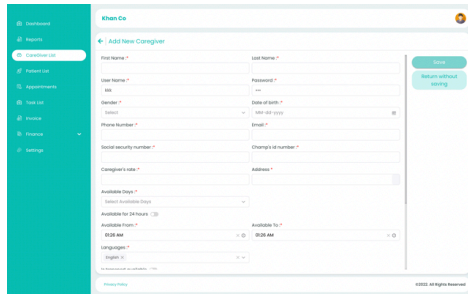 Khan Co
Dashboard
Reports
Caregiver List
Patient List
Appointments
Task List
Invoice
Finance
Settings
Add New Caregiver
First Name :*
Last Name :*
User Name :*
Password :*
Gender :*
Select
Date of birth :*
MM-dd-yyyy
Phone Number :*
Email :*
Social security number :*
Champ's id number :*
Caregiver's rate :*
Address *
Available Days :*
Select Available Days
Available for 24 hours
Available From :*
01:26 AM
Available To :*
01:26 AM
Languages :*
English
Save
Return without
saving
Privacy Policy
©2022. All Rights Reserved